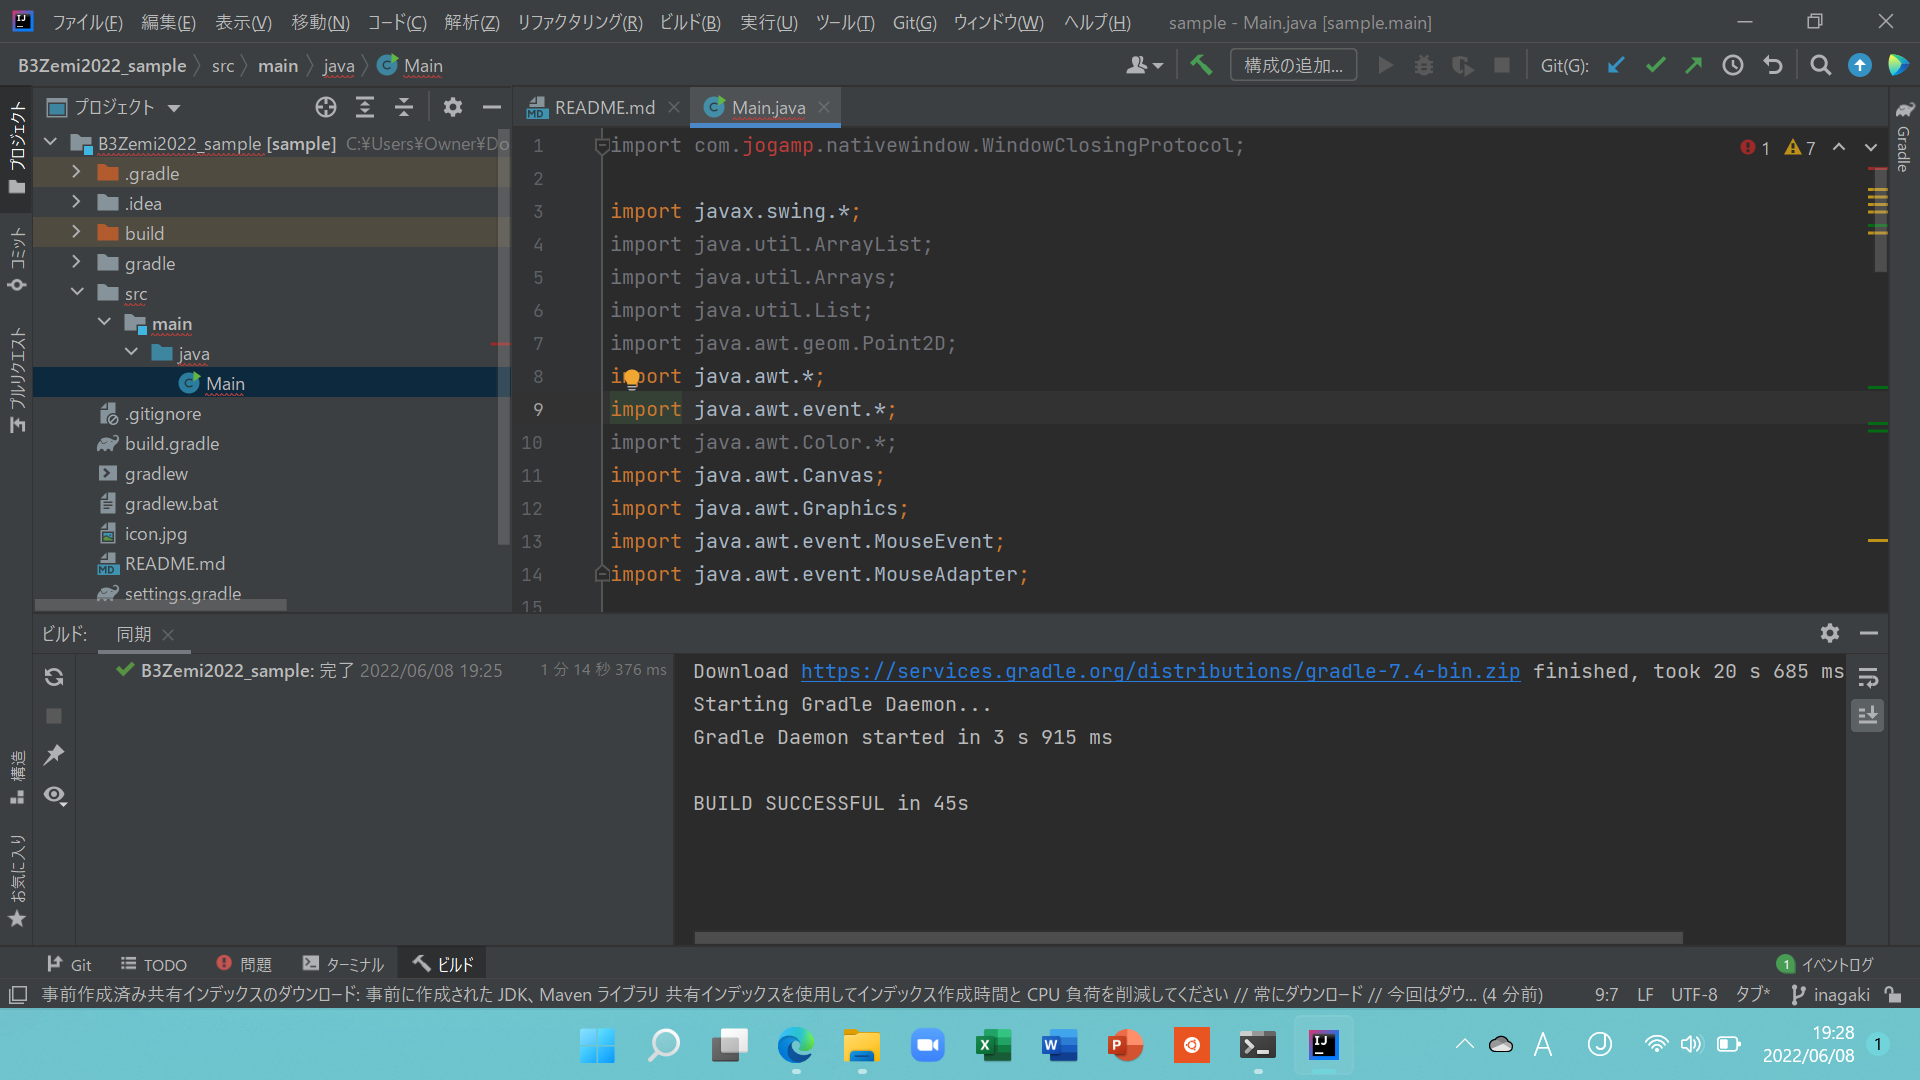 ファイル(F) 編集(E) 表示(V) 移動(N) コード(C) 解析(Z) リファクタリング(R) ビルド(B) 実行(U) ツール(T) Git(G) ウィンドウ(W) ヘルプ(H) sample - Main.java [sample.main]
B3Zemi2022_sample src main java Main 構成の追加... Git(G):
プロジェクト README.md Main.java
プロジェクト
コミット
プルリクエスト
構造
お気に入り
Gradle
B3Zemi2022_sample [sample] C:¥Users¥Owner¥Do
.gradle
.idea
build
gradle
src
main
java
Main
.gitignore
build.gradle
gradlew
gradlew.bat
icon.jpg
README.md
settings.gradle
1 import com.jogamp.nativewindow.WindowClosingProtocol;
2
3 import javax.swing.*;
4 import java.util.ArrayList;
5 import java.util.Arrays;
6 import java.util.List;
7 import java.awt.geom.Point2D;
8 import java.awt.*;
9 import java.awt.event.*;
10 import java.awt.Color.*;
11 import java.awt.Canvas;
12 import java.awt.Graphics;
13 import java.awt.event.MouseEvent;
14 import java.awt.event.MouseAdapter;
15
1 7
ビルド: 同期
B3Zemi2022_sample: 完了 2022/06/08 19:25 1 分 14 秒 376 ms
Download https://services.gradle.org/distributions/gradle-7.4-bin.zip finished, took 20 s 685 ms
Starting Gradle Daemon...
Gradle Daemon started in 3 s 915 ms
BUILD SUCCESSFUL in 45s
Git TODO 問題 ターミナル ビルド 1 イベントログ
事前作成済み共有インデックスのダウンロード: 事前に作成された JDK、Maven ライブラリ 共有インデックスを使用してインデックス作成時間と CPU 負荷を削減してください // 常にダウンロード // 今回はダウ... (4 分前) 9:7 LF UTF-8 タブ* inagaki
A J 19:28
2022/06/08 1